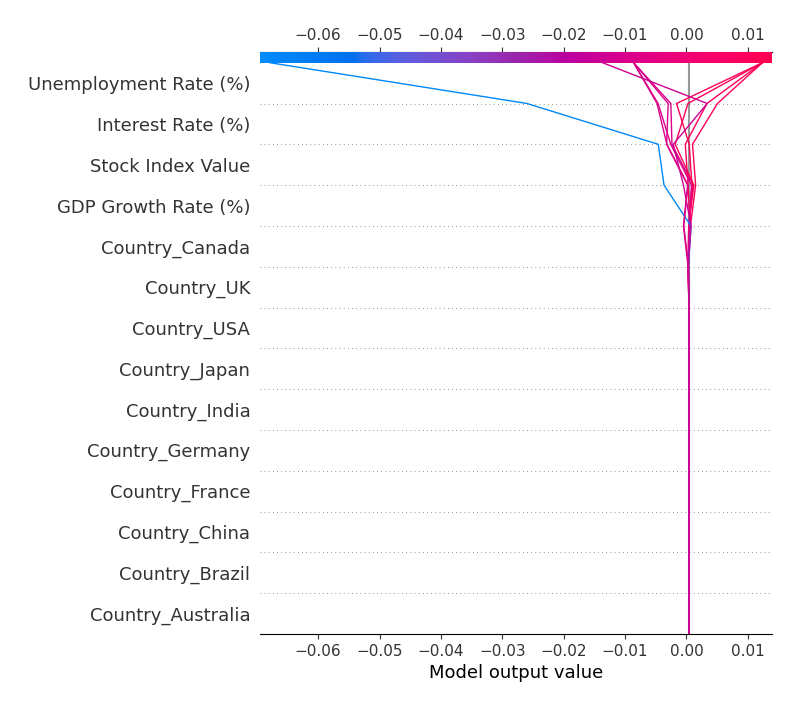 −0.06 −0.05 −0.04 −0.03 −0.02 −0.01 0.00 0.01
Unemployment Rate (%)
Interest Rate (%)
Stock Index Value
GDP Growth Rate (%)
Country_Canada
Country_UK
Country_USA
Country_Japan
Country_India
Country_Germany
Country_France
Country_China
Country_Brazil
Country_Australia
−0.06 −0.05 −0.04 −0.03 −0.02 −0.01 0.00 0.01
Model output value